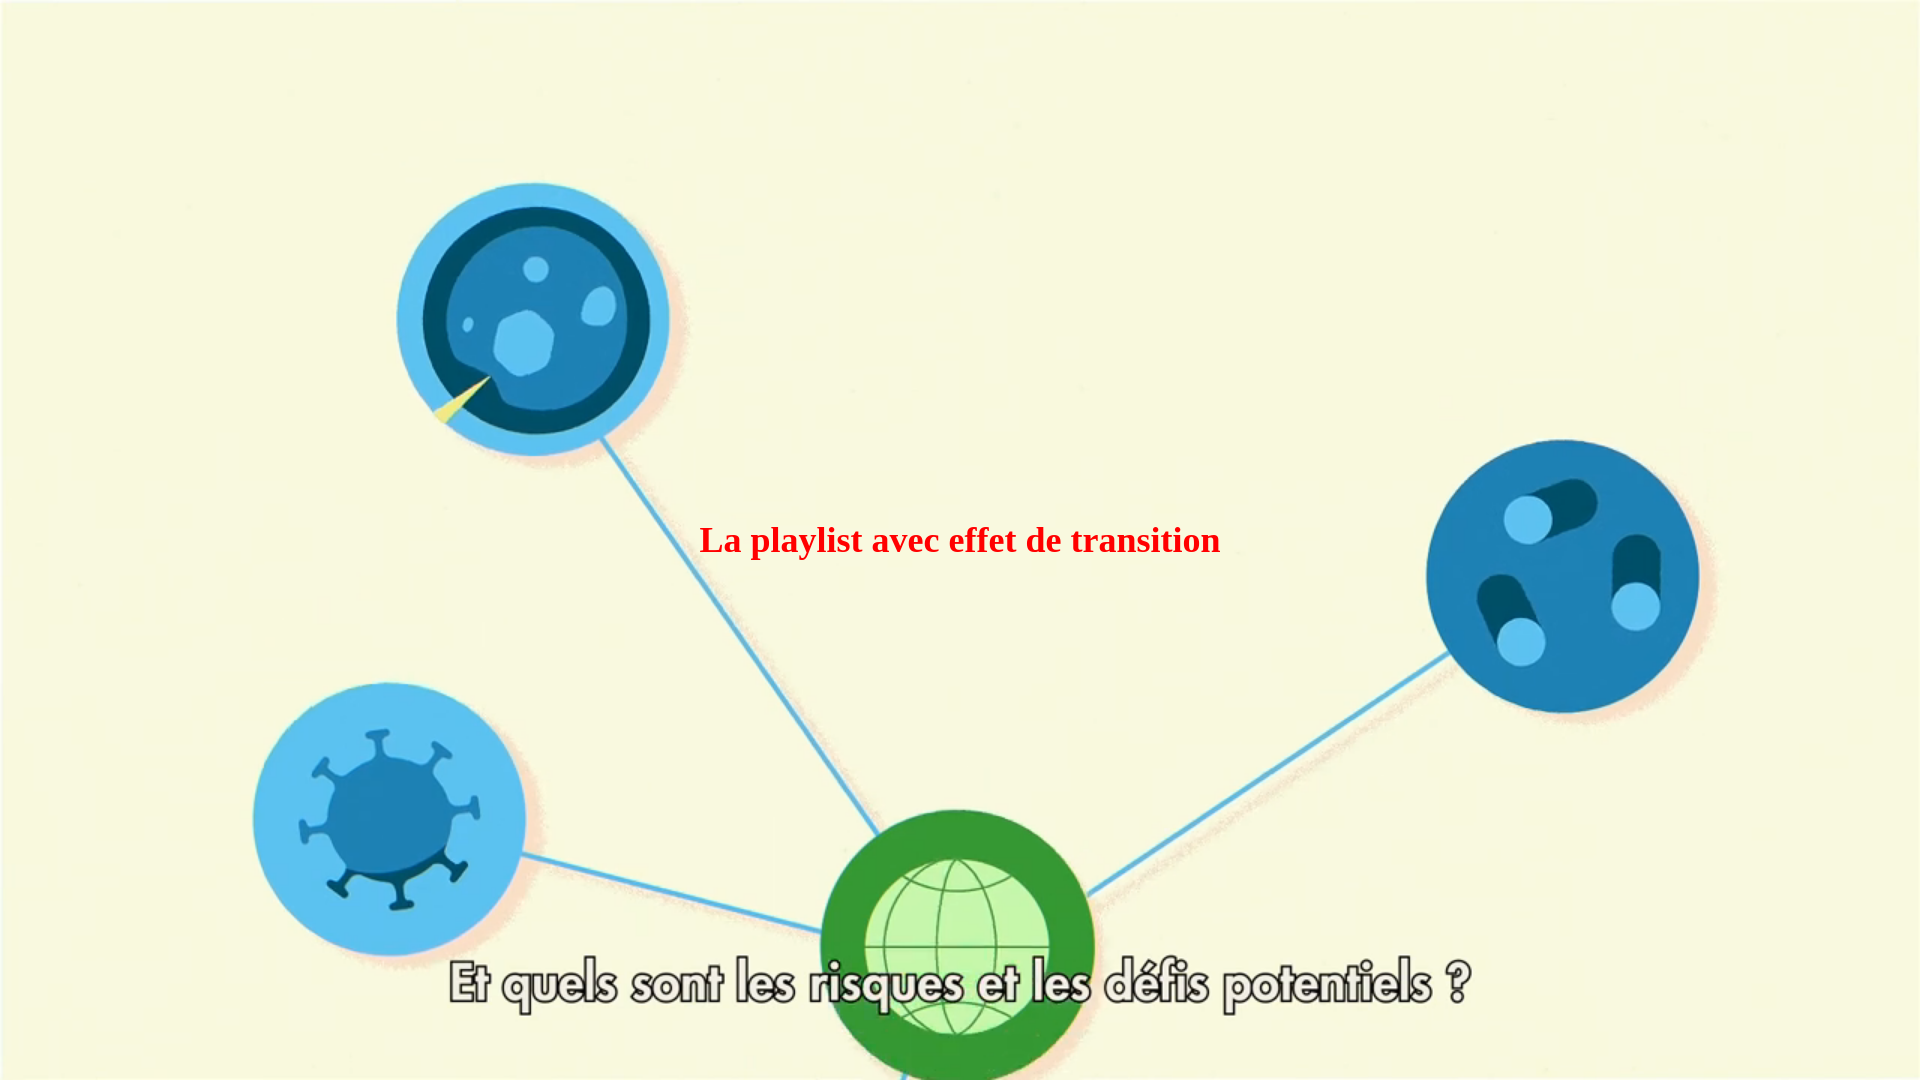 La playlist avec effet de transition
Et quels sont les risques et les défis potentiels ?